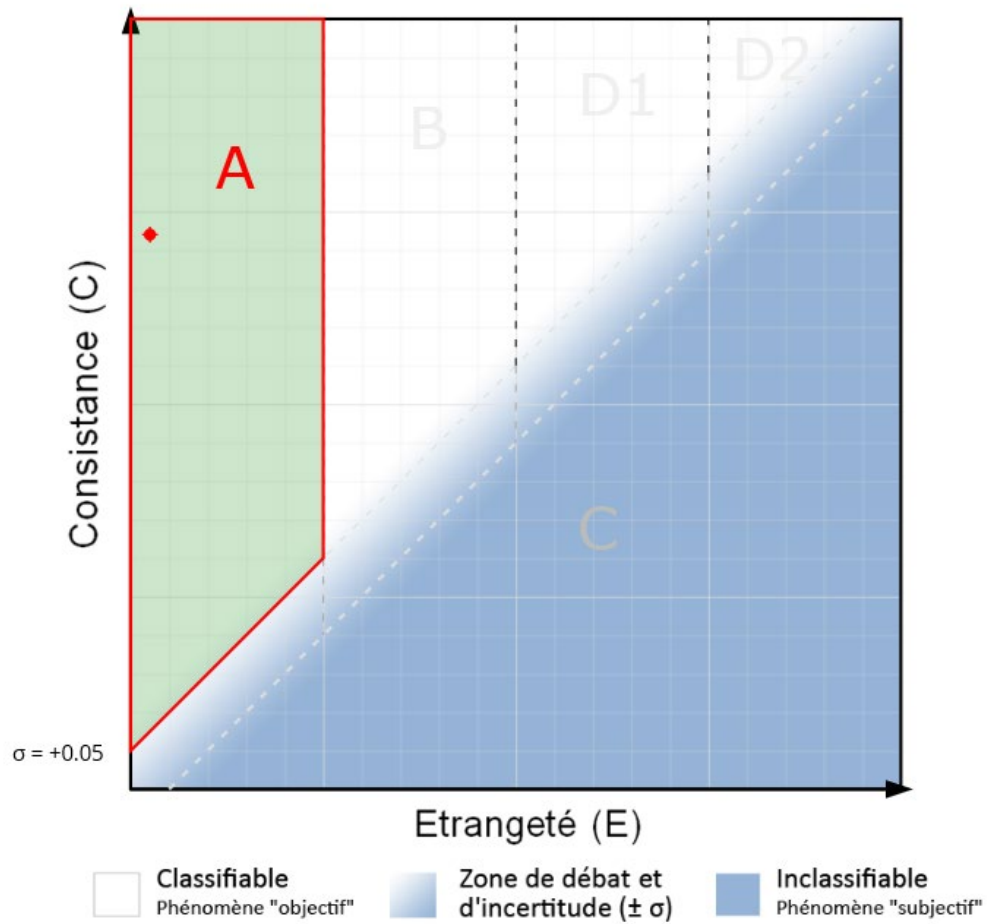 D2
D1
B
A
Consistance (C)
C
σ = +0.05
Etrangeté (E)
Classifiable
Phénomène "objectif"
Zone de débat et
d'incertitude (± σ)
Inclassifiable
Phénomène "subjectif"